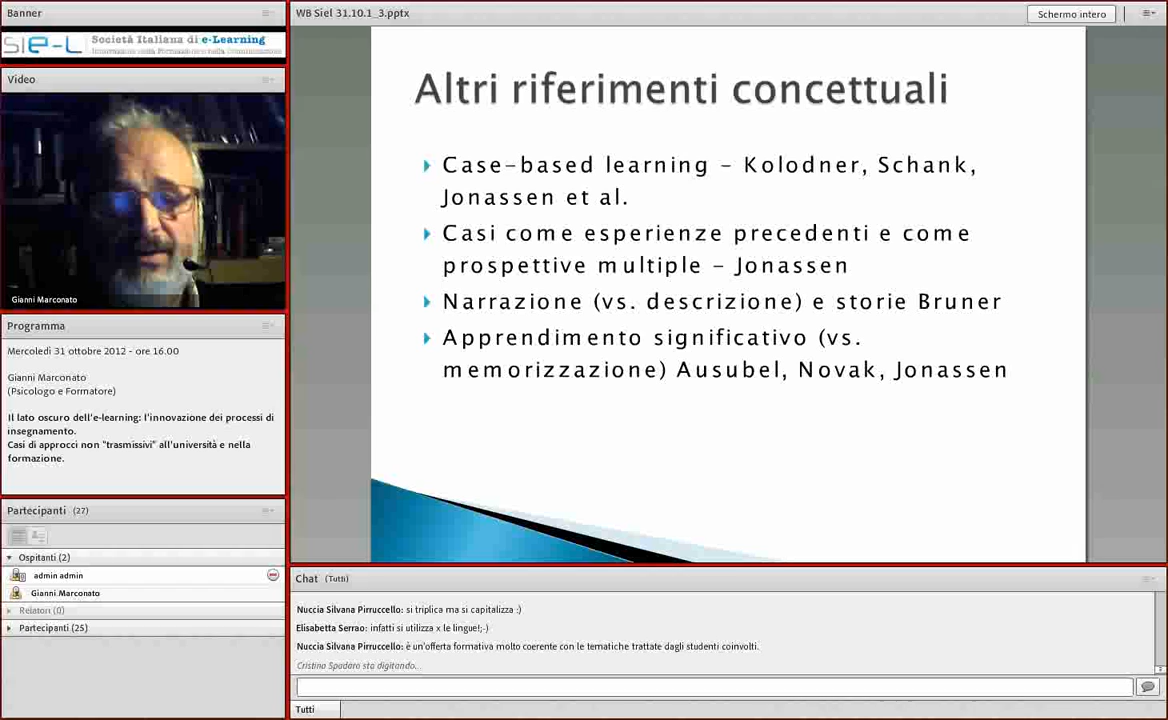 Banner
sie-L Società Italiana di e-Learning
Video
Gianni Marconato
Programma
Mercoledì 31 ottobre 2012 - ore 16.00
Gianni Marconato
(Psicologo e Formatore)
Il lato oscuro dell'e-learning: l'innovazione dei processi di
insegnamento.
Casi di approcci non "trasmissivi" all'università e nella
formazione.
Partecipanti (27)
Ospitanti (2)
admin admin
Gianni Marconato
Relatori (0)
Partecipanti (25)
WB Siel 31.10.1_3.pptx
Schermo intero
Altri riferimenti concettuali
Case-based learning - Kolodner, Schank,
Jonassen et al.
Casi come esperienze precedenti e come
prospettive multiple - Jonassen
Narrazione (vs. descrizione) e storie Bruner
Apprendimento significativo (vs.
memorizzazione) Ausubel, Novak, Jonassen
Chat (Tutti)
Nuccia Silvana Pirruccello: si triplica ma si capitalizza :)
Elisabetta Serrao: infatti si utilizza x le lingue!;-)
Nuccia Silvana Pirruccello: è un'offerta formativa molto coerente con le tematiche trattate dagli studenti coinvolti.
Cristina Spadaro sta digitando...
Tutti